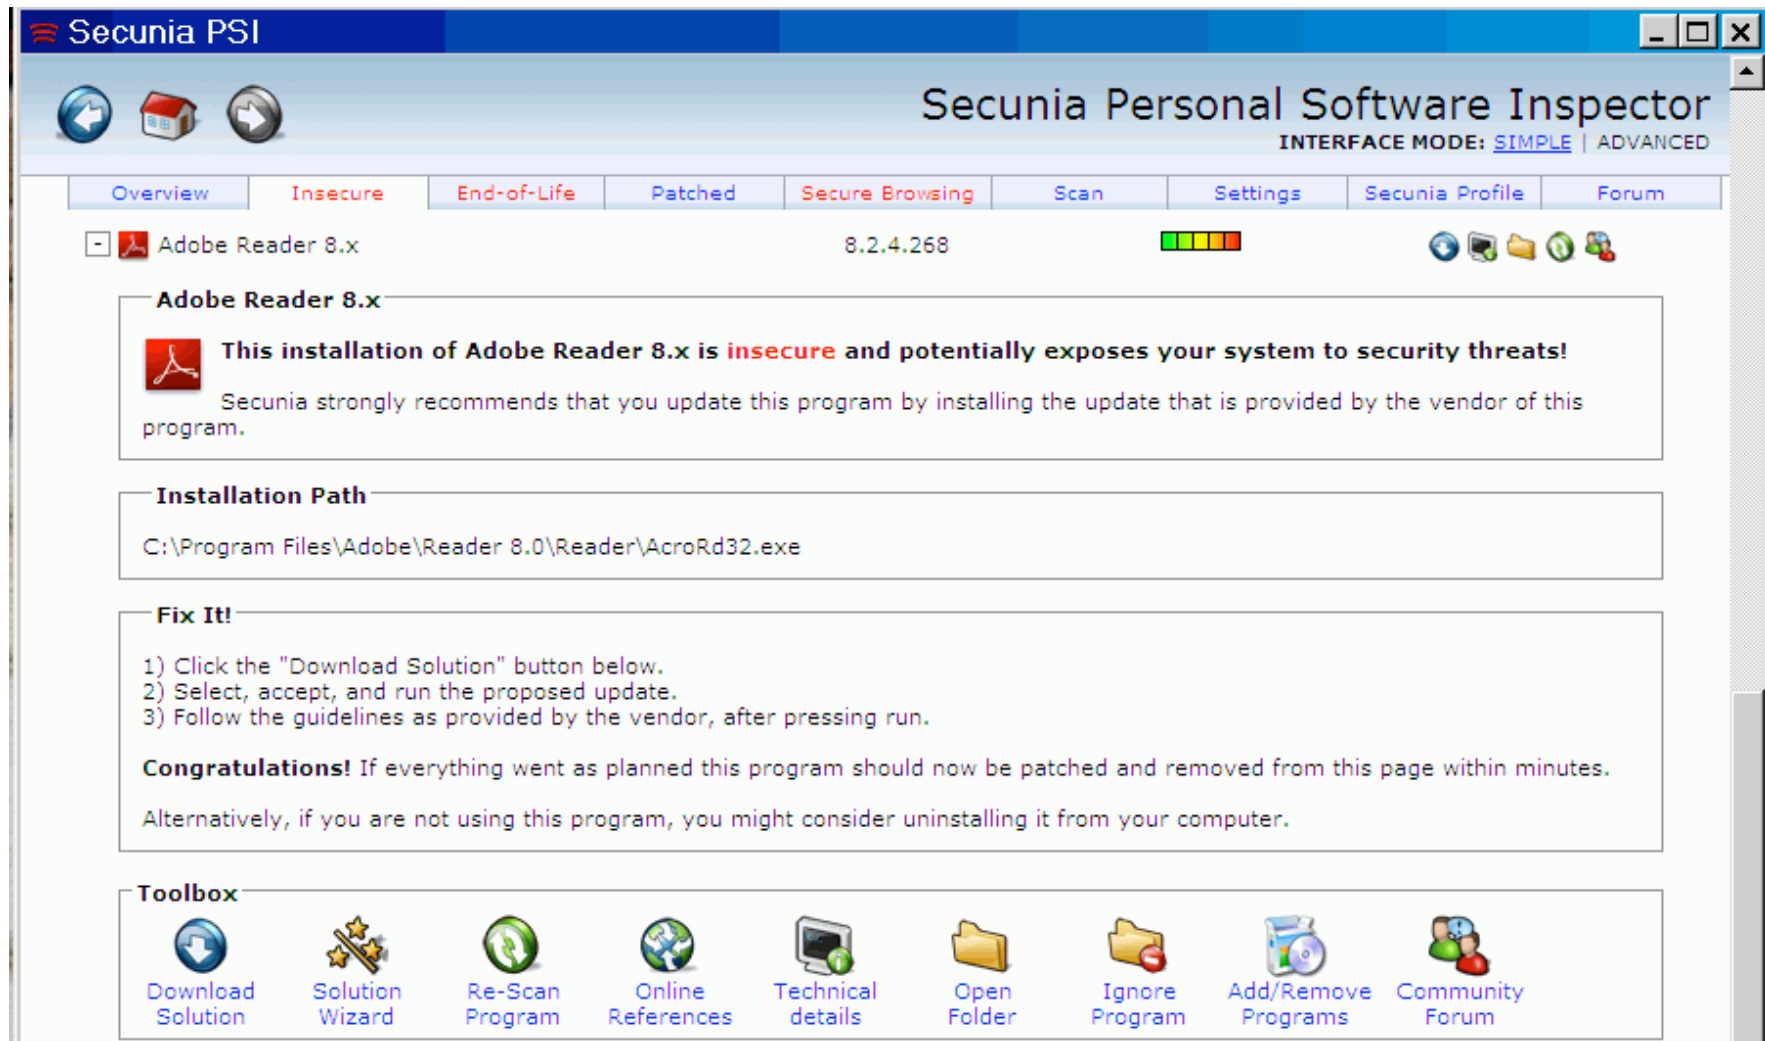 Secunia PSI
Secunia Personal Software Inspector
INTERFACE MODE: SIMPLE | ADVANCED
Overview Insecure End-of-Life Patched Secure Browsing Scan Settings Secunia Profile Forum
Adobe Reader 8.x 8.2.4.268
Adobe Reader 8.x
This installation of Adobe Reader 8.x is insecure and potentially exposes your system to security threats!
Secunia strongly recommends that you update this program by installing the update that is provided by the vendor of this
program.
Installation Path
C:\Program Files\Adobe\Reader 8.0\Reader\AcroRd32.exe
Fix It!
1) Click the "Download Solution" button below.
2) Select, accept, and run the proposed update.
3) Follow the guidelines as provided by the vendor, after pressing run.
Congratulations! If everything went as planned this program should now be patched and removed from this page within minutes.
Alternatively, if you are not using this program, you might consider uninstalling it from your computer.
Toolbox
Download Solution Re-Scan Online Technical Open Ignore Add/Remove Community
Solution Wizard Program References details Folder Program Programs Forum